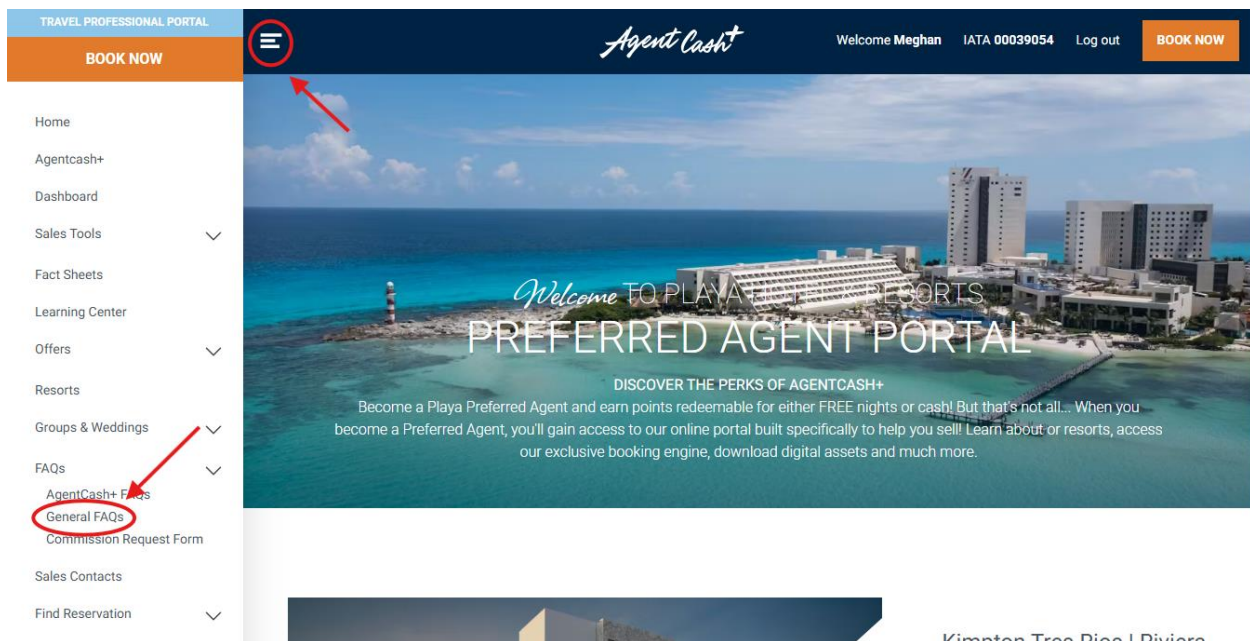 TRAVEL PROFESSIONAL PORTAL
BOOK NOW
Home
Agentcash+
Dashboard
Sales Tools
Fact Sheets
Learning Center
Offers
Resorts
Groups & Weddings
FAQs
AgentCash+ FAQs
General FAQs
Commission Request Form
Sales Contacts
Find Reservation
Agent Cash+
Welcome Meghan IATA 00039054 Log out BOOK NOW
Welcome TO PLAYA HOTELS & RESORTS
PREFERRED AGENT PORTAL
DISCOVER THE PERKS OF AGENTCASH+
Become a Playa Preferred Agent and earn points redeemable for either FREE nights or cash! But that's not all... When you
become a Preferred Agent, you'll gain access to our online portal built specifically to help you sell! Learn about or resorts, access
our exclusive booking engine, download digital assets and much more.
Kimpton Tres Rios | Riviera